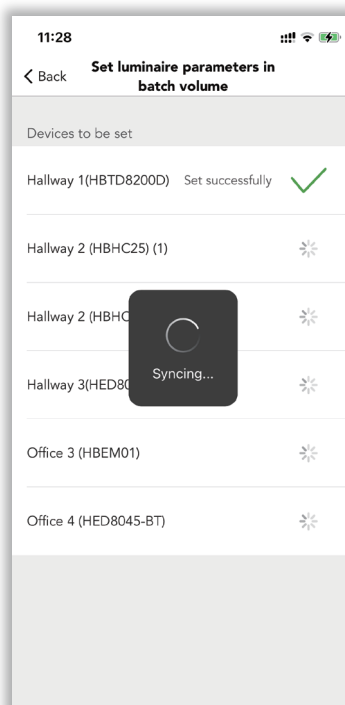 11:28
Back
Set luminaire parameters in
batch volume
Devices to be set
Hallway 1(HBTD8200D) Set successfully
Hallway 2 (HBHC25) (1)
Hallway 2 (HBHC
Hallway 3(HED80
Syncing...
Office 3 (HBEM01)
Office 4 (HED8045-BT)